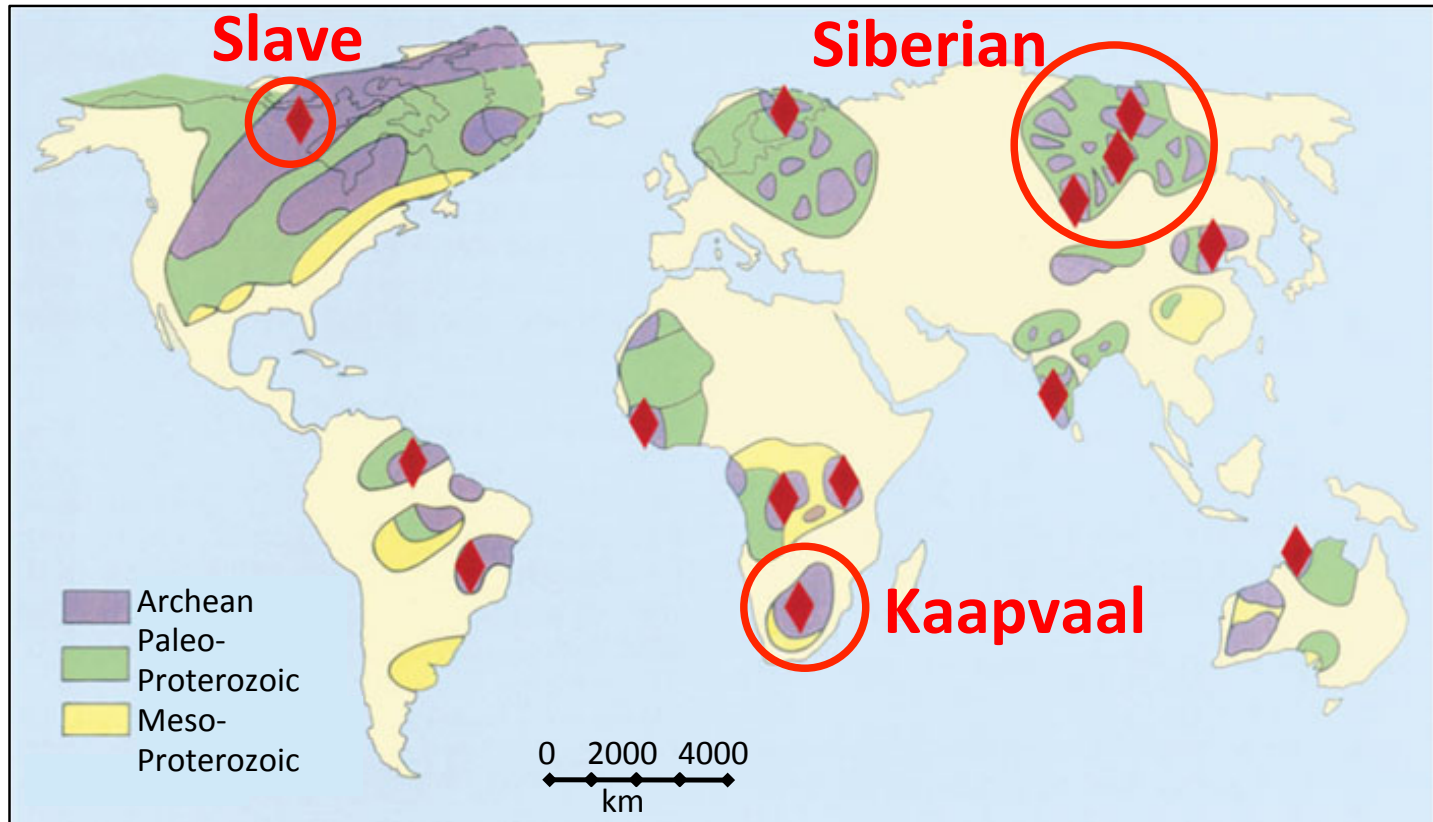 Slave
Siberian
Kaapvaal
Archean
Paleo-
Proterozoic
Meso-
Proterozoic
0 2000 4000
km